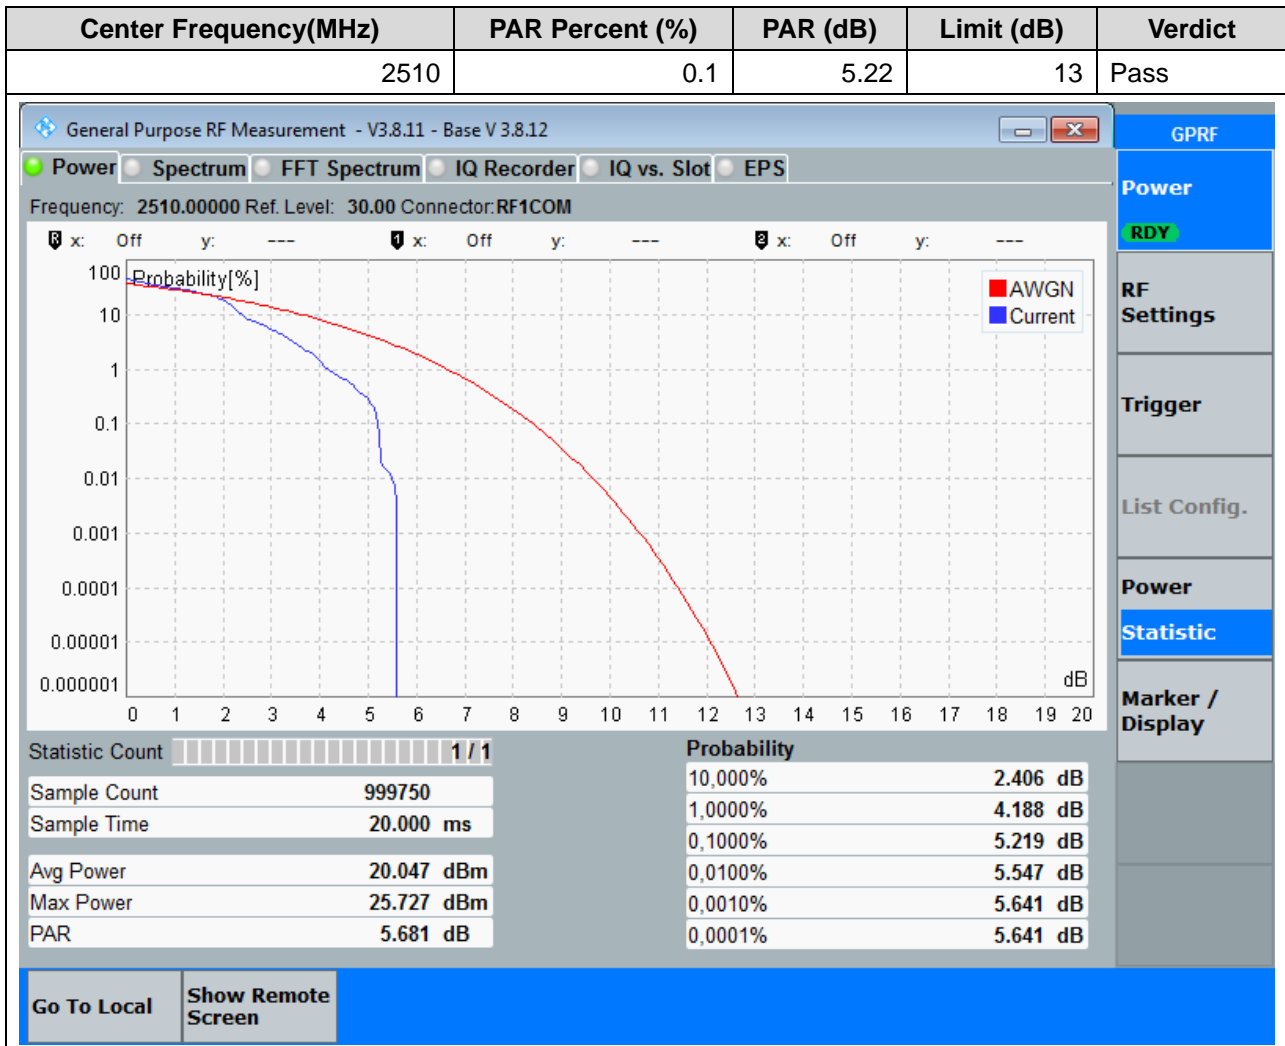 Center Frequency(MHz) PAR Percent (%) PAR (dB) Limit (dB) Verdict
2510 0.1 5.22 13 Pass
General Purpose RF Measurement - V3.8.11 - Base V 3.8.12
GPRF
Power Spectrum FFT Spectrum IQ Recorder IQ vs. Slot EPS
Frequency: 2510.00000 Ref. Level: 30.00 Connector:RF1COM
R x: Off y: --- 1 x: Off y: --- 2 x: Off y: ---
Probability[%]
AWGN
Current
100
10
1
0.1
0.01
0.001
0.0001
0.00001
0.000001
dB
0 1 2 3 4 5 6 7 8 9 10 11 12 13 14 15 16 17 18 19 20
Statistic Count 1 / 1
Sample Count 999750
Sample Time 20.000 ms
Avg Power 20.047 dBm
Max Power 25.727 dBm
PAR 5.681 dB
Probability
10,000% 2.406 dB
1,0000% 4.188 dB
0,1000% 5.219 dB
0,0100% 5.547 dB
0,0010% 5.641 dB
0,0001% 5.641 dB
Power
RDY
RF
Settings
Trigger
List Config.
Power
Statistic
Marker /
Display
Go To Local
Show Remote
Screen